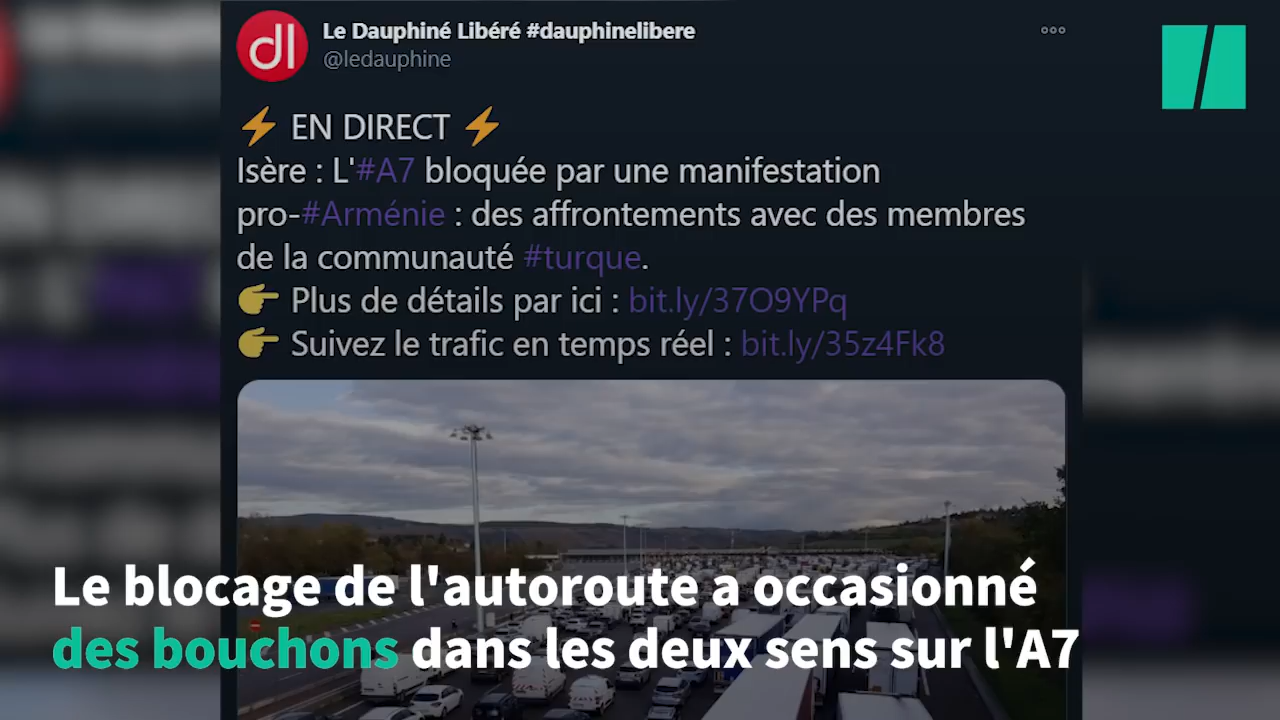 dl
Le Dauphiné Libéré #dauphinelibere
@ledauphine
⚡ EN DIRECT ⚡
Isère : L'#A7 bloquée par une manifestation
pro-#Arménie : des affrontements avec des membres
de la communauté #turque.
👉 Plus de détails par ici : bit.ly/37O9YPq
👉 Suivez le trafic en temps réel : bit.ly/35z4Fk8
Le blocage de l'autoroute a occasionné
des bouchons dans les deux sens sur l'A7